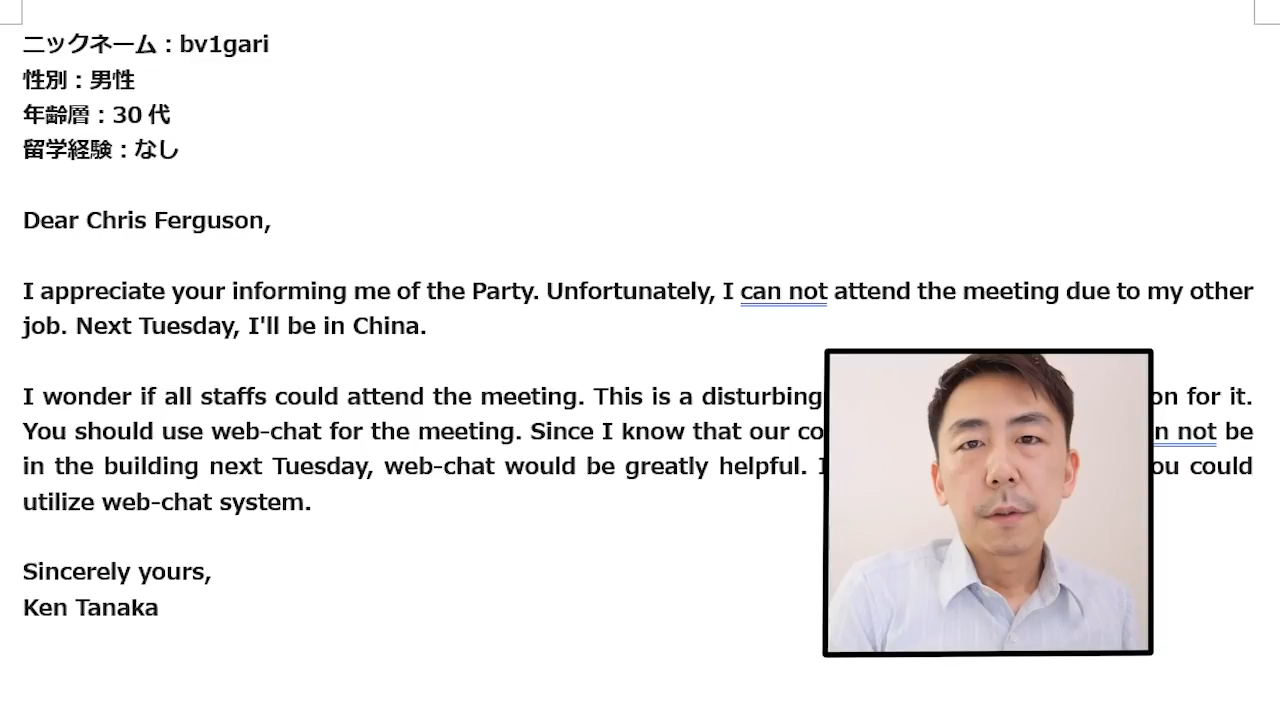 ニックネーム：bv1gari
性別：男性
年齢層：30 代
留学経験：なし
Dear Chris Ferguson,
I appreciate your informing me of the Party. Unfortunately, I can not attend the meeting due to my other
job. Next Tuesday, I'll be in China.
I wonder if all staffs could attend the meeting. This is a disturbing on for it.
You should use web-chat for the meeting. Since I know that our co n not be
in the building next Tuesday, web-chat would be greatly helpful. ou could
utilize web-chat system.
Sincerely yours,
Ken Tanaka